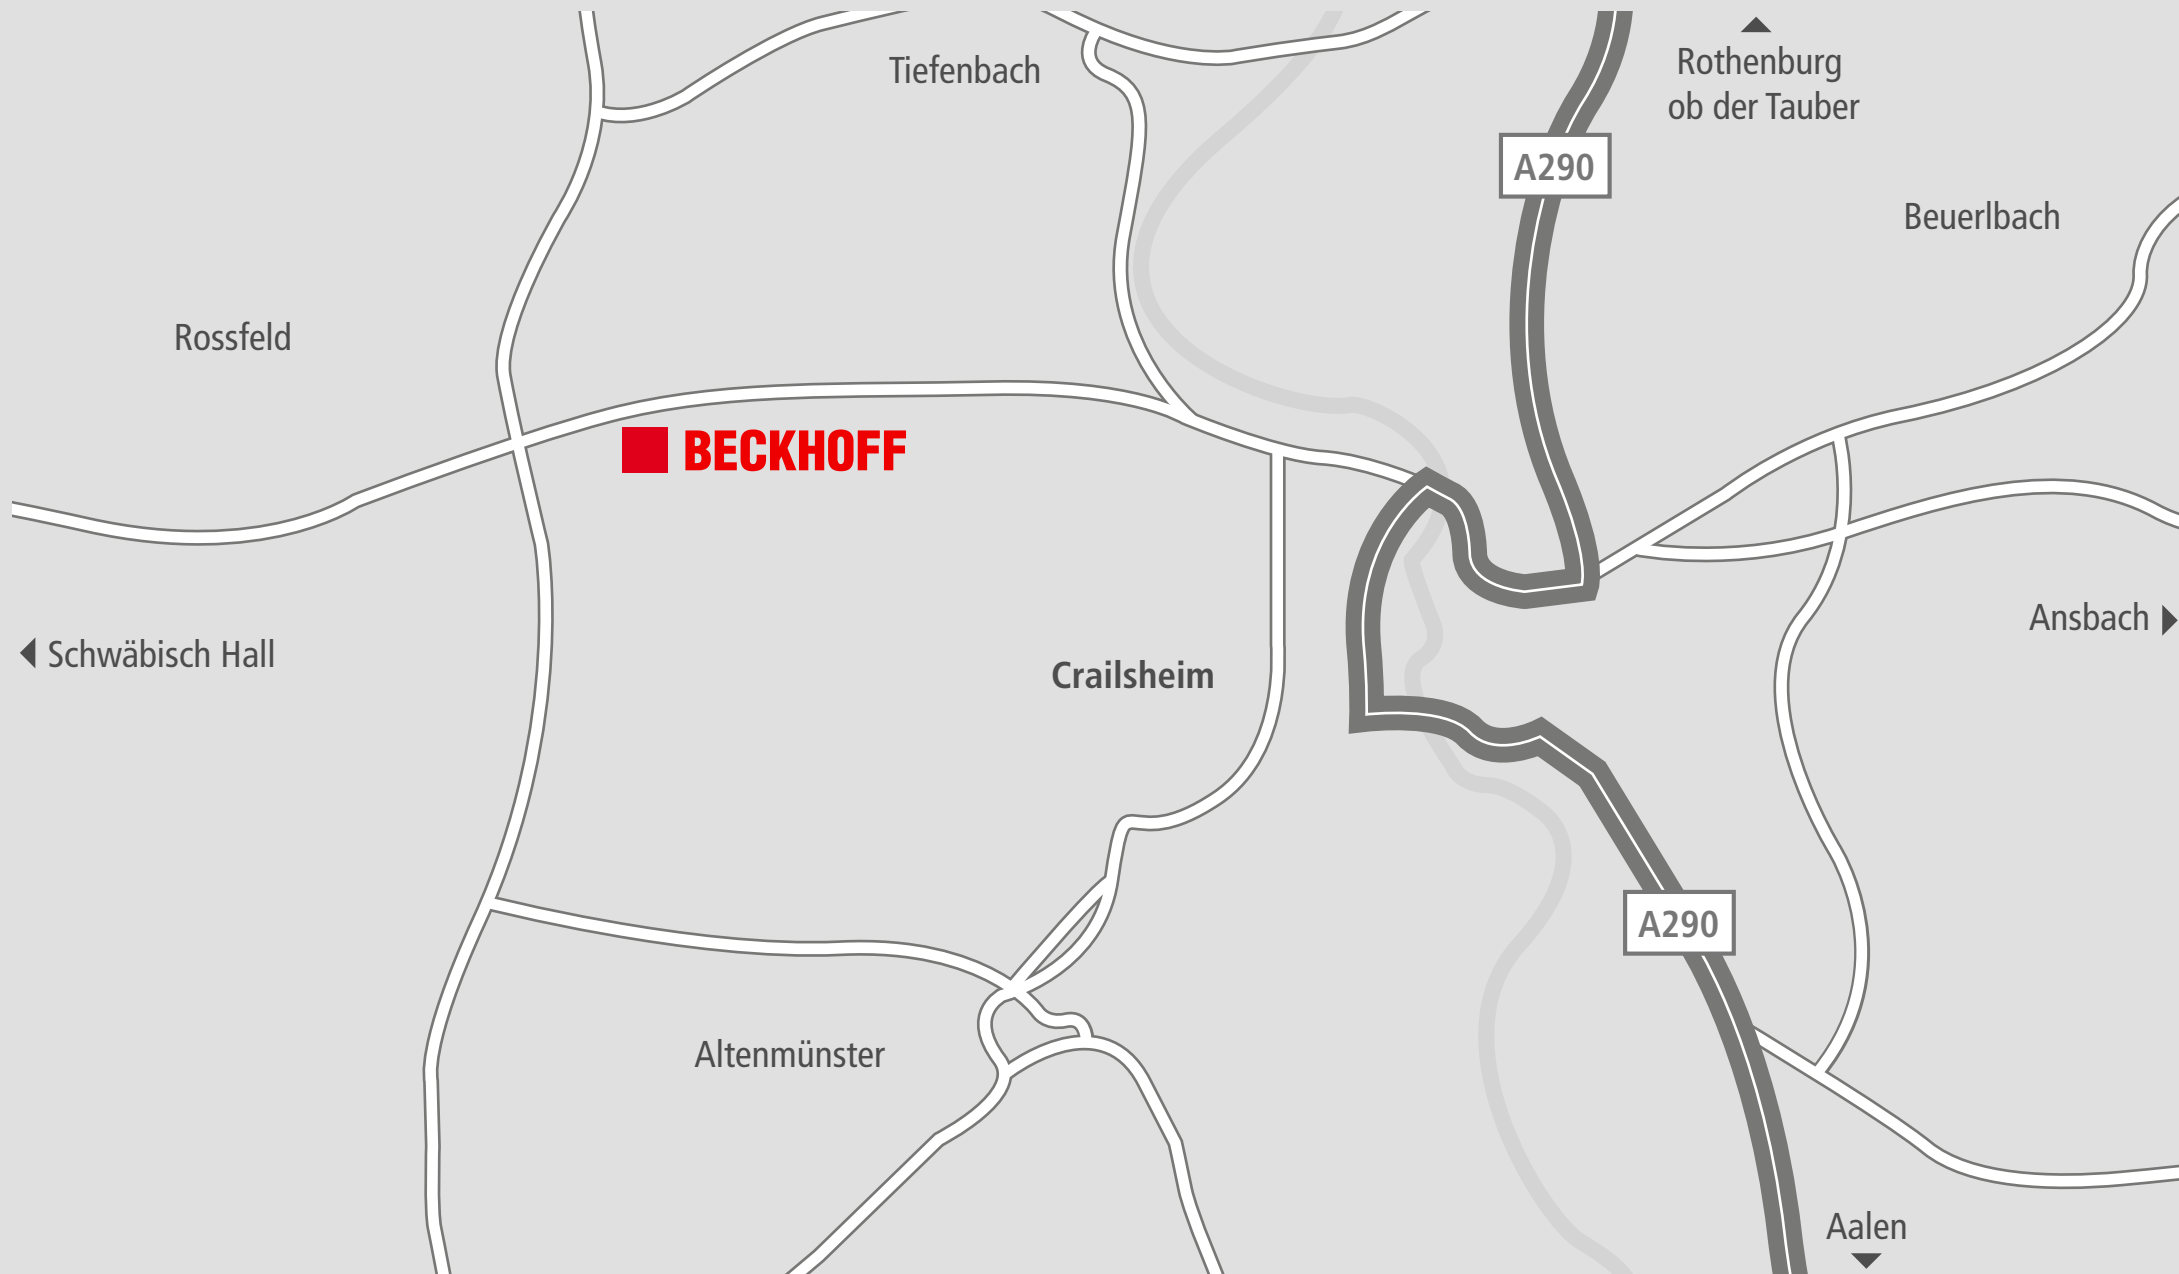 Tiefenbach
Rothenburg
ob der Tauber
A290
Beuerlbach
Rossfeld
BECKHOFF
Ansbach
Schwäbisch Hall
Crailsheim
A290
Altenmünster
Aalen